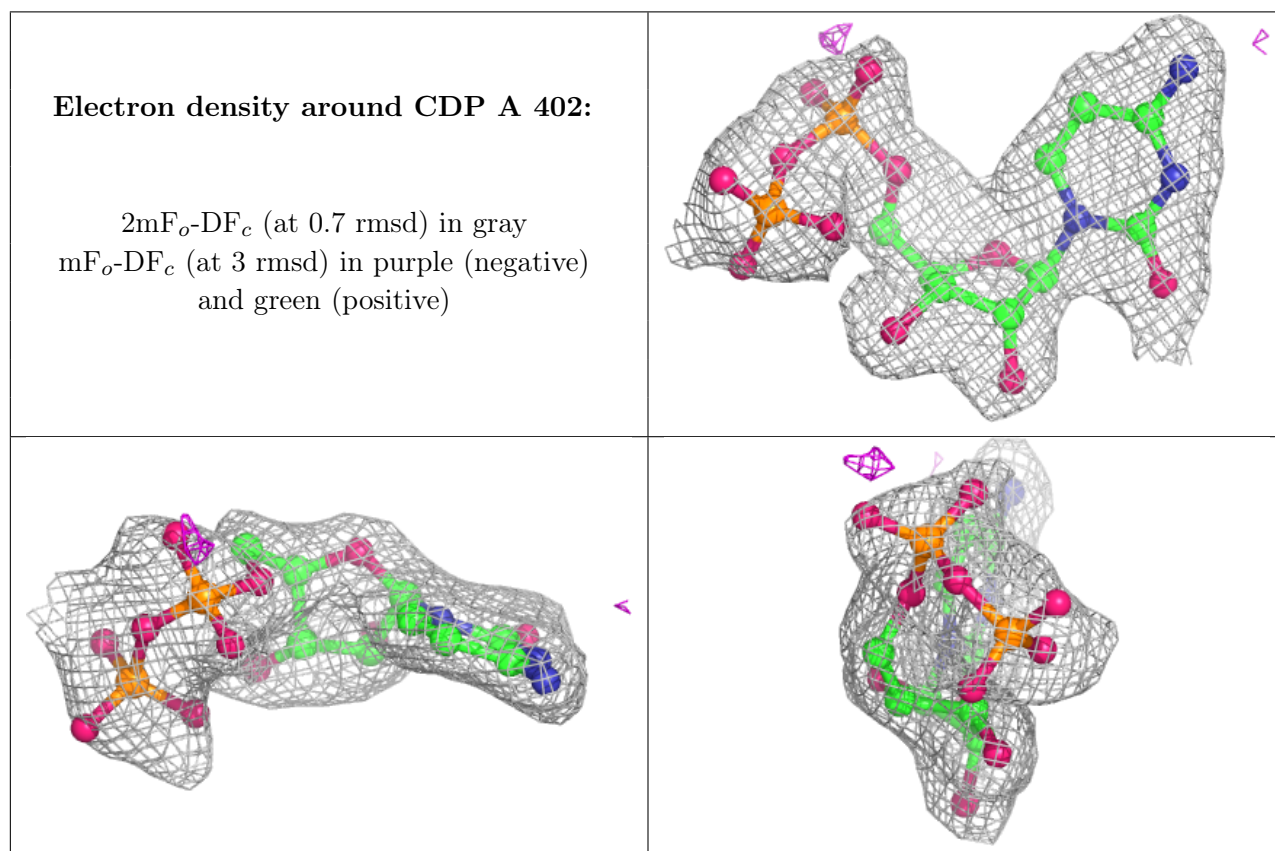 Electron density around CDP A 402:
2mFₒ-DF𝒸 (at 0.7 rmsd) in gray
mFₒ-DF𝒸 (at 3 rmsd) in purple (negative)
and green (positive)